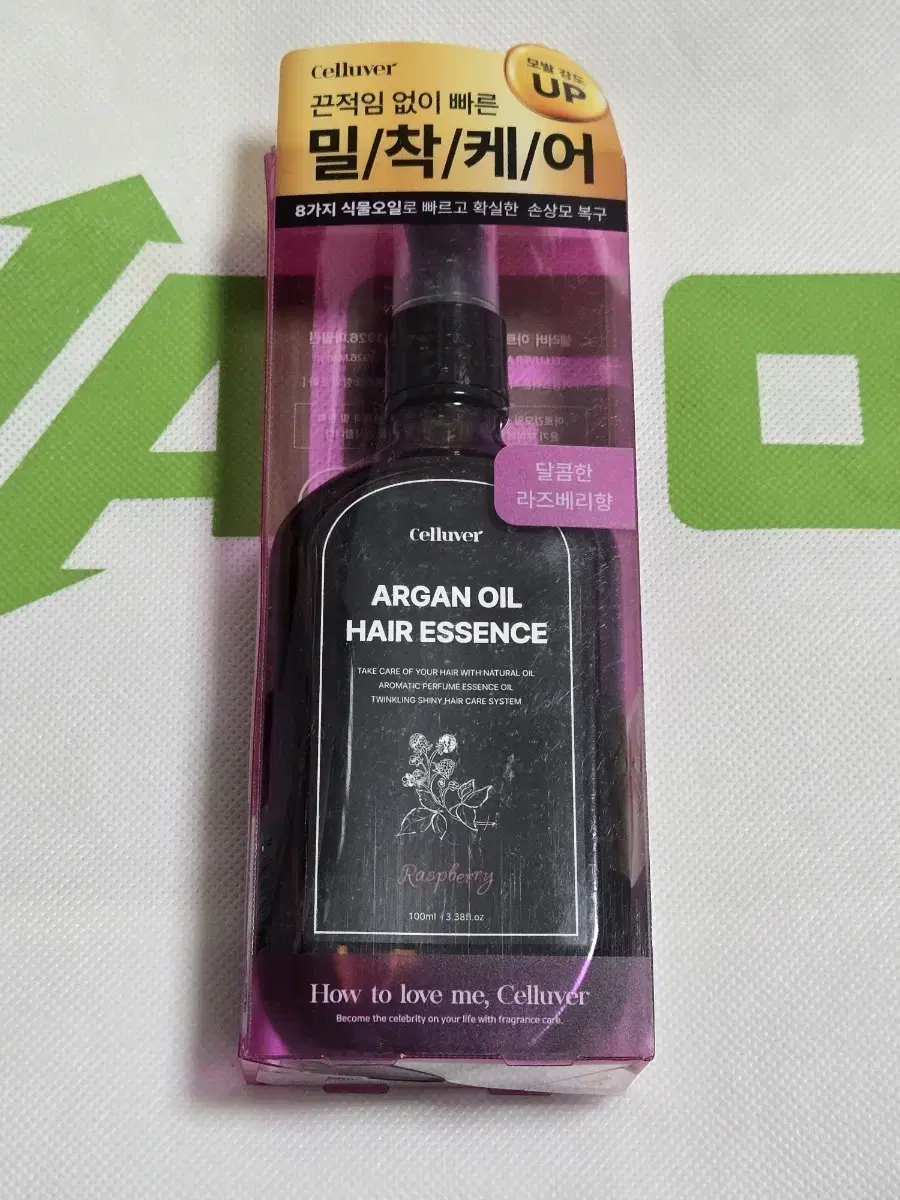 Celluver
모발 강도
UP
끈적임 없이 빠른
밀/착/케/어
8가지 식물오일로 빠르고 확실한 손상모 복구
달콤한
라즈베리향
Celluver
ARGAN OIL
HAIR ESSENCE
TAKE CARE OF YOUR HAIR WITH NATURAL OIL
AROMATIC PERFUME ESSENCE OIL
TWINKLING SHINY HAIR CARE SYSTEM
Raspberry
100ml / 3.38fl.oz
How to love me, Celluver
Become the celebrity on your life with fragrance care.